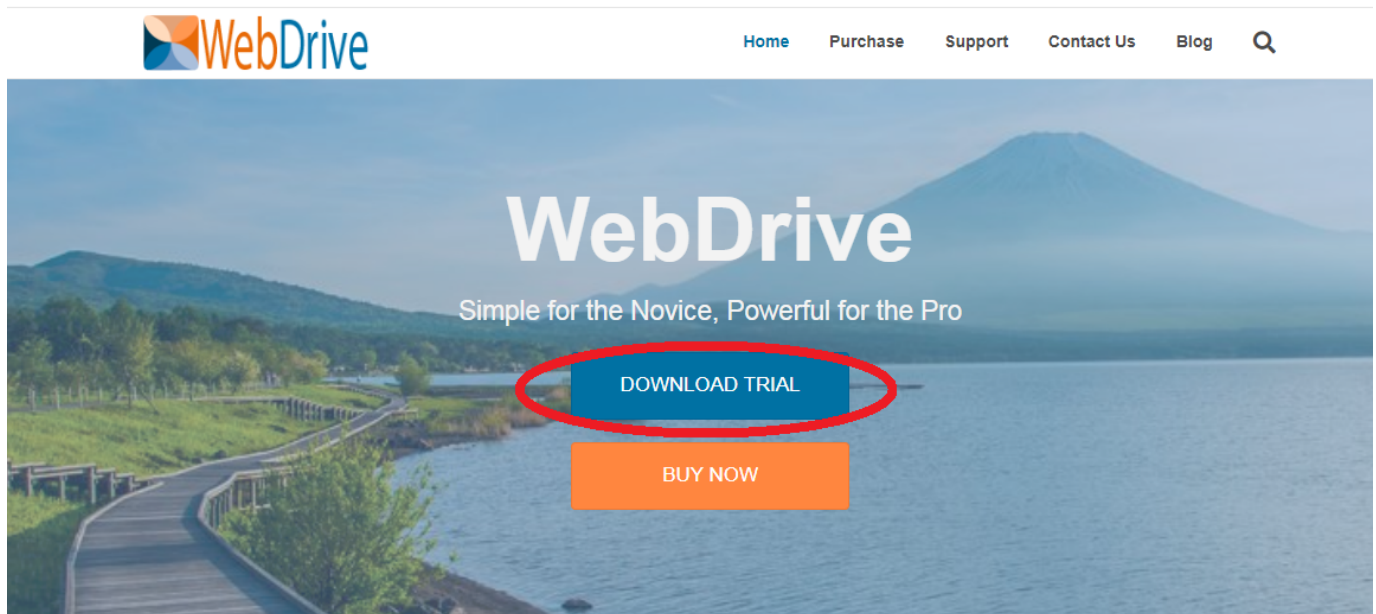 WebDrive
Home Purchase Support Contact Us Blog
WebDrive
Simple for the Novice, Powerful for the Pro
DOWNLOAD TRIAL
BUY NOW